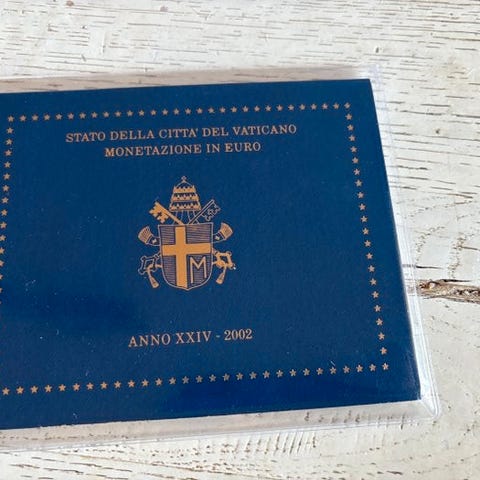 STATO DELLA CITTA' DEL VATICANO
MONETAZIONE IN EURO
M
ANNO XXIV - 2002